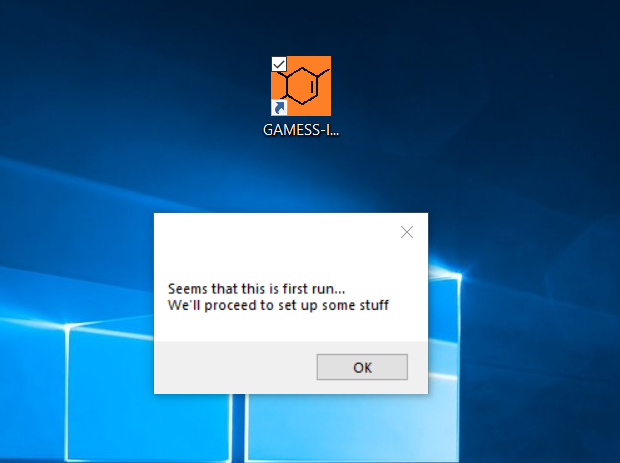 GAMESS-I...
Seems that this is first run...
We'll proceed to set up some stuff
OK